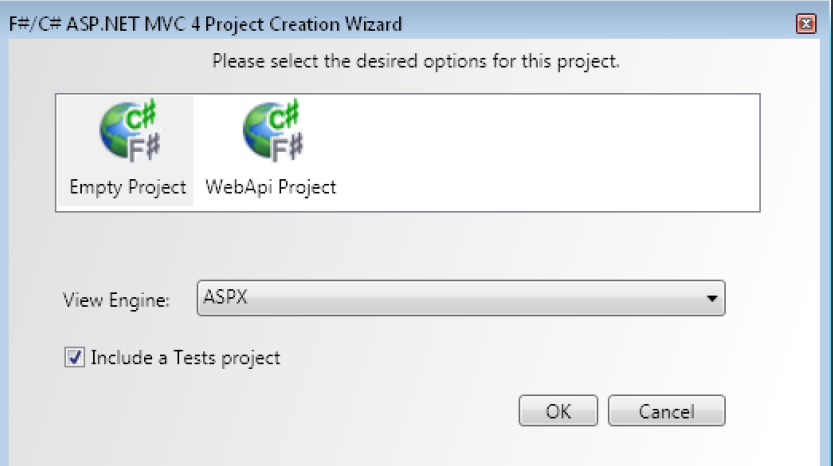 F#/C# ASP.NET MVC 4 Project Creation Wizard
Please select the desired options for this project.
C# F# C# F#
Empty Project WebApi Project
View Engine: ASPX
Include a Tests project
OK Cancel